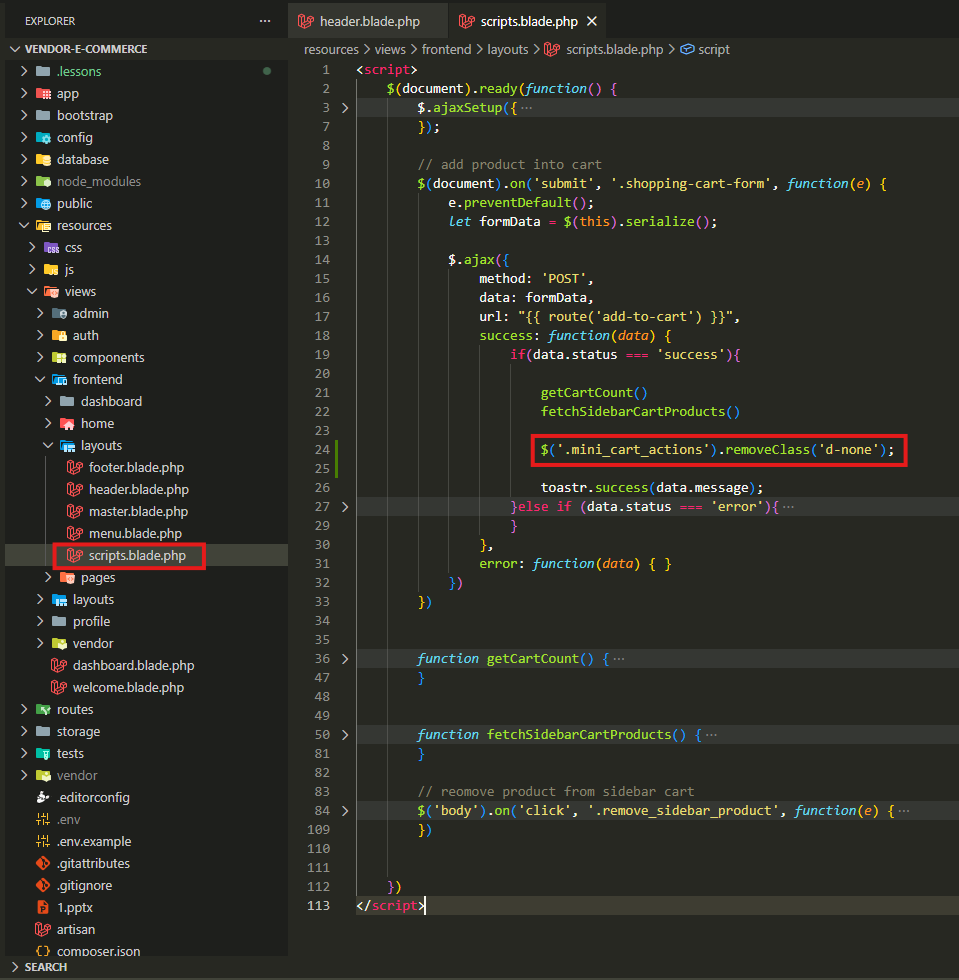 EXPLORER ···
VENDOR-E-COMMERCE
.lessons
app
bootstrap
config
database
node_modules
public
resources
css
js
views
admin
auth
components
frontend
dashboard
home
layouts
footer.blade.php
header.blade.php
master.blade.php
menu.blade.php
scripts.blade.php
pages
layouts
profile
vendor
dashboard.blade.php
welcome.blade.php
routes
storage
tests
vendor
.editorconfig
.env
.env.example
.gitattributes
.gitignore
1.pptx
artisan
composer.json
SEARCH
header.blade.php scripts.blade.php ×
resources > views > frontend > layouts > scripts.blade.php > script
1 <script>
2 $(document).ready(function() {
3 $.ajaxSetup({ ···
7 });
8
9 // add product into cart
10 $(document).on('submit', '.shopping-cart-form', function(e) {
11 e.preventDefault();
12 let formData = $(this).serialize();
13
14 $.ajax({
15 method: 'POST',
16 data: formData,
17 url: "{{ route('add-to-cart') }}",
18 success: function(data) {
19 if(data.status === 'success'){
20
21 getCartCount()
22 fetchSidebarCartProducts()
23
24 $('.mini_cart_actions').removeClass('d-none');
25
26 toastr.success(data.message);
27 }else if (data.status === 'error'){ ···
29 }
30 },
31 error: function(data) { }
32 })
33 })
34
35
36 function getCartCount() { ···
47 }
48
49
50 function fetchSidebarCartProducts() { ···
81 }
82
83 // reomove product from sidebar cart
84 $('body').on('click', '.remove_sidebar_product', function(e) { ···
109 })
110
111
112 })
113 </script>